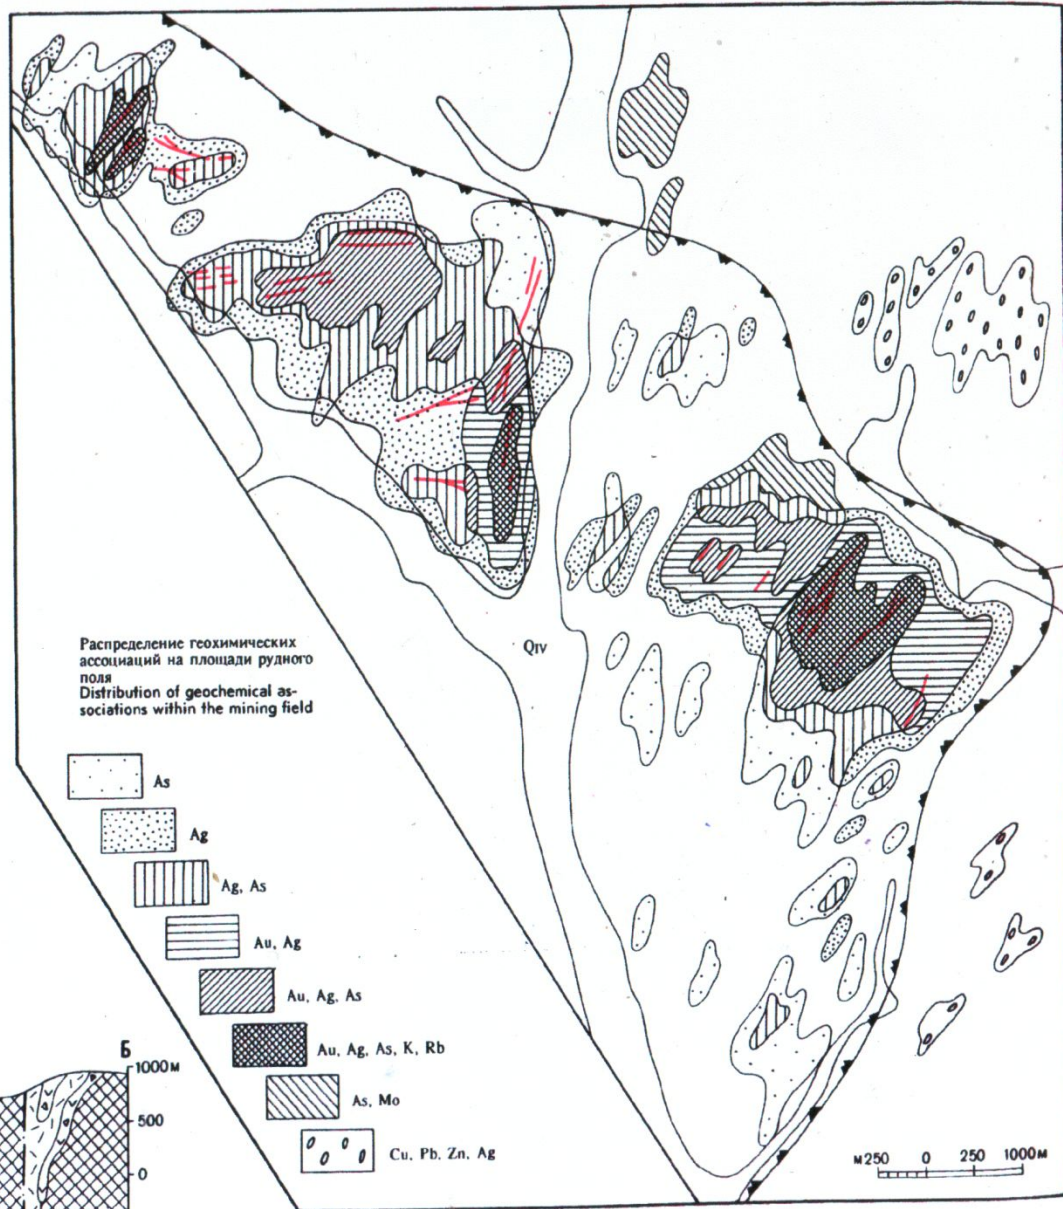 QIV
Распределение геохимических
ассоциаций на площади рудного
поля
Distribution of geochemical as-
sociations within the mining field
As
Ag
Ag, As
Au, Ag
Au, Ag, As
Au, Ag, As, K, Rb
As, Mo
Cu, Pb, Zn, Ag
Б
1000м
500
0
м250 0 250 1000м